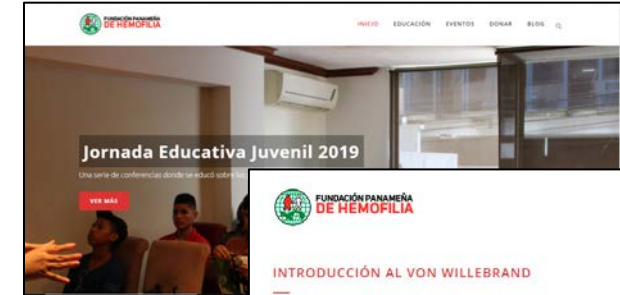 FUNDACIÓN PANAMEÑA
DE HEMOFILIA
INICIO EDUCACIÓN EVENTOS DONAR BLOG
Jornada Educativa Juvenil 2019
Una serie de conferencias donde se educó sobre
VER MÁS
FUNDACIÓN PANAMEÑA
DE HEMOFILIA
INTRODUCCIÓN AL VON WILLEBRAND